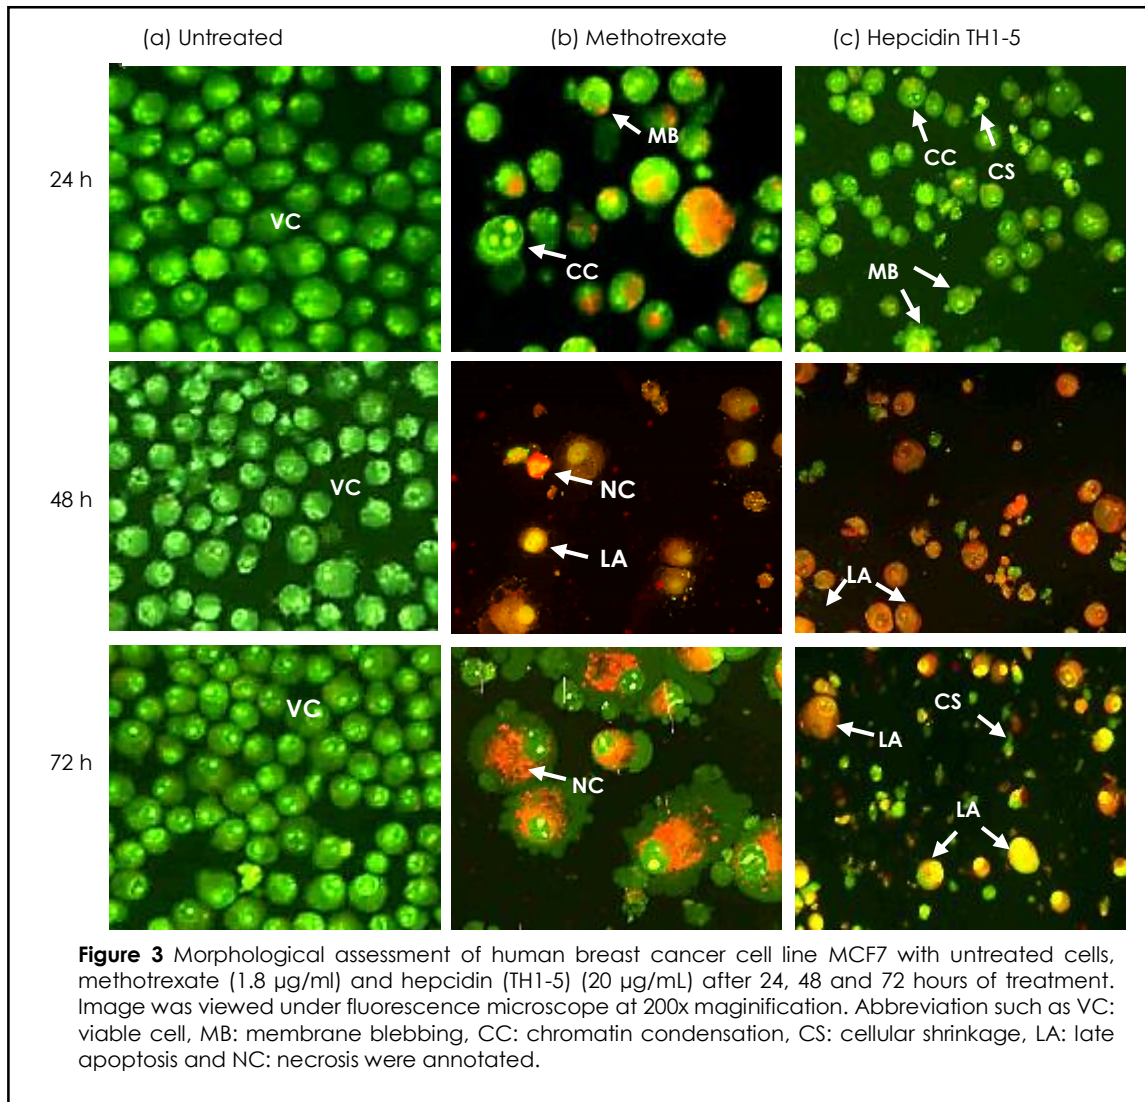 (a) Untreated
(b) Methotrexate
(c) Hepcidin TH1-5
24 h
VC
MB
CC
CC
CS
MB
48 h
VC
NC
LA
LA
72 h
VC
NC
LA
CS
LA
Figure 3 Morphological assessment of human breast cancer cell line MCF7 with untreated cells,
methotrexate (1.8 µg/ml) and hepcidin (TH1-5) (20 µg/mL) after 24, 48 and 72 hours of treatment.
Image was viewed under fluorescence microscope at 200x maginification. Abbreviation such as VC:
viable cell, MB: membrane blebbing, CC: chromatin condensation, CS: cellular shrinkage, LA: late
apoptosis and NC: necrosis were annotated.